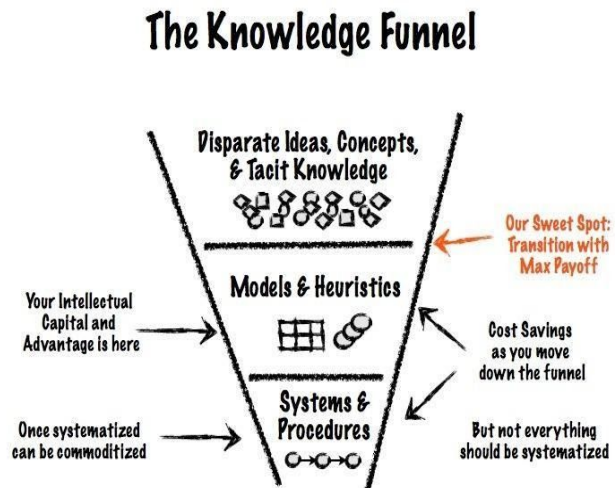 The Knowledge Funnel
Disparate Ideas, Concepts,
& Tacit Knowledge
Our Sweet Spot:
Transition with
Max Payoff
Models & Heuristics
Your Intellectual
Capital and
Advantage is here
Cost Savings
as you move
down the funnel
Systems &
Procedures
Once systematized
can be commoditized
But not everything
should be systematized